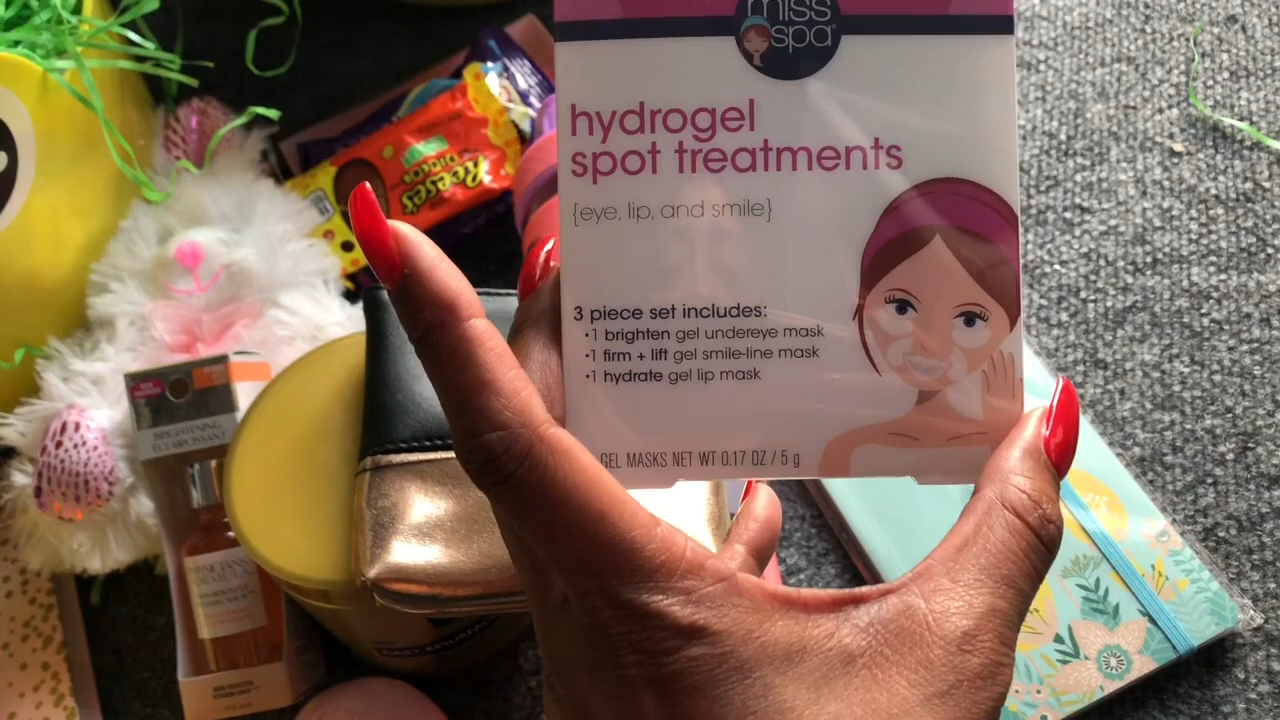 miss
spa
hydrogel
spot treatments
{eye, lip, and smile}
3 piece set includes:
•1 brighten gel undereye mask
•1 firm + lift gel smile-line mask
•1 hydrate gel lip mask
GEL MASKS NET WT 0.17 OZ / 5 g
REESE'S
BRIGHTENING
ÉCLAIRCISSANT